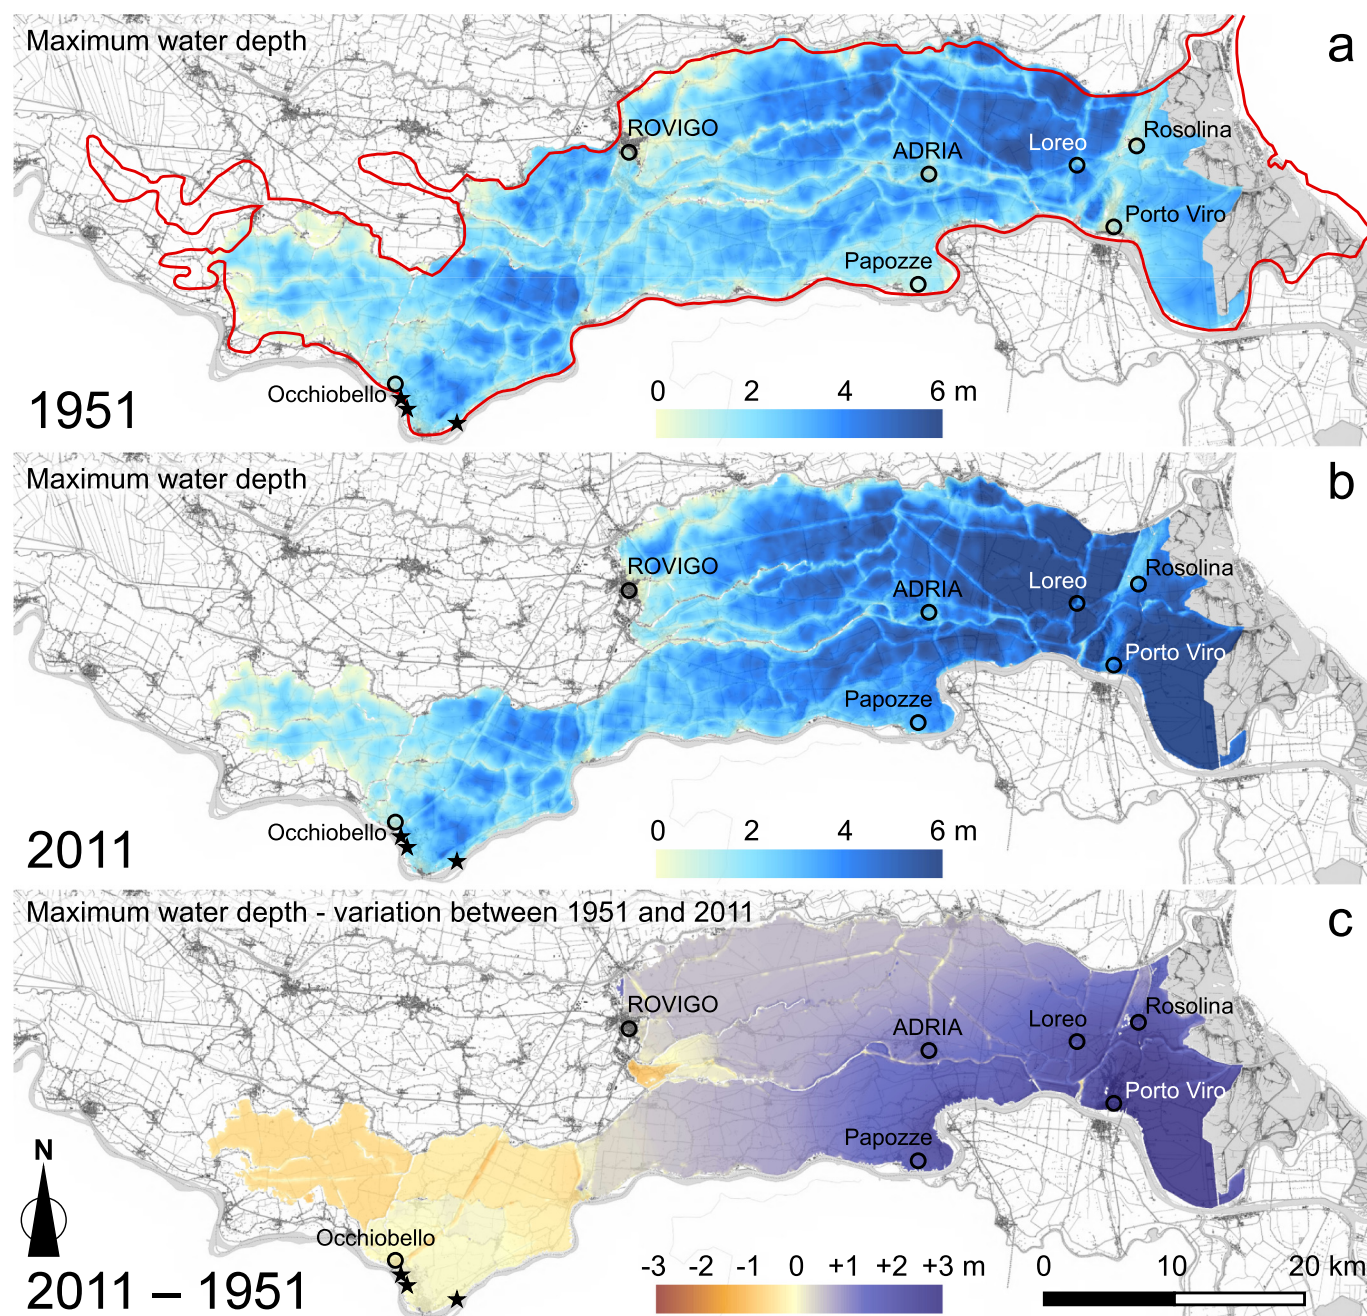 Maximum water depth
a
ROVIGO
ADRIA
Loreo
Rosolina
Porto Viro
Papozze
Occhiobello
1951
0 2 4 6 m
Maximum water depth
b
ROVIGO
ADRIA
Loreo
Rosolina
Porto Viro
Papozze
Occhiobello
2011
0 2 4 6 m
Maximum water depth - variation between 1951 and 2011
c
ROVIGO
ADRIA
Loreo
Rosolina
Porto Viro
Papozze
N
Occhiobello
2011 – 1951
-3 -2 -1 0 +1 +2 +3 m
0 10 20 km